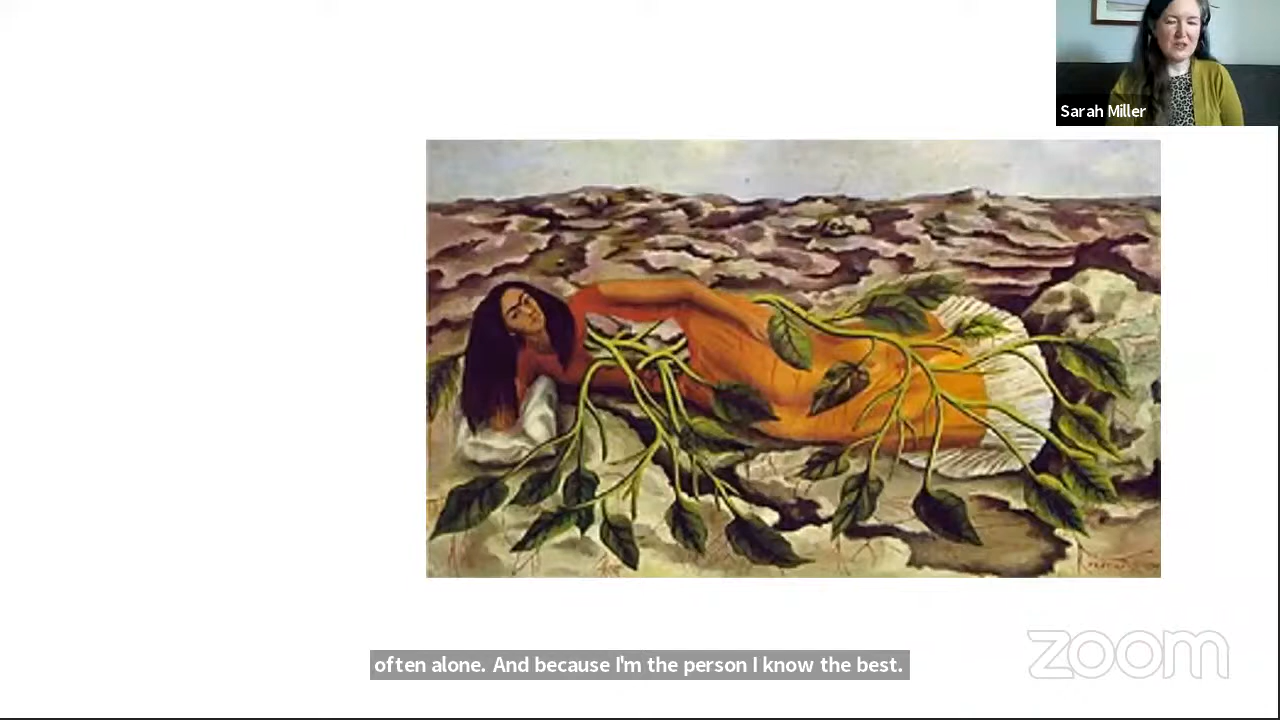 Sarah Miller
often alone. And because I'm the person I know the best.
zoom